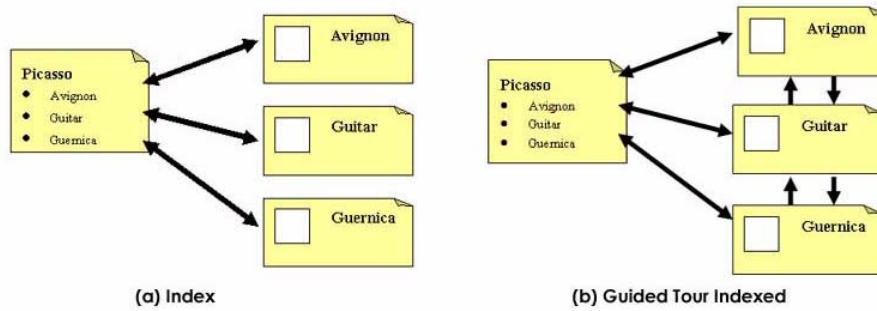 Picasso
• Avignon
• Guitar
• Guernica
Avignon
Guitar
Guernica
(a) Index
Picasso
• Avignon
• Guitar
• Guernica
Avignon
Guitar
Guernica
(b) Guided Tour Indexed